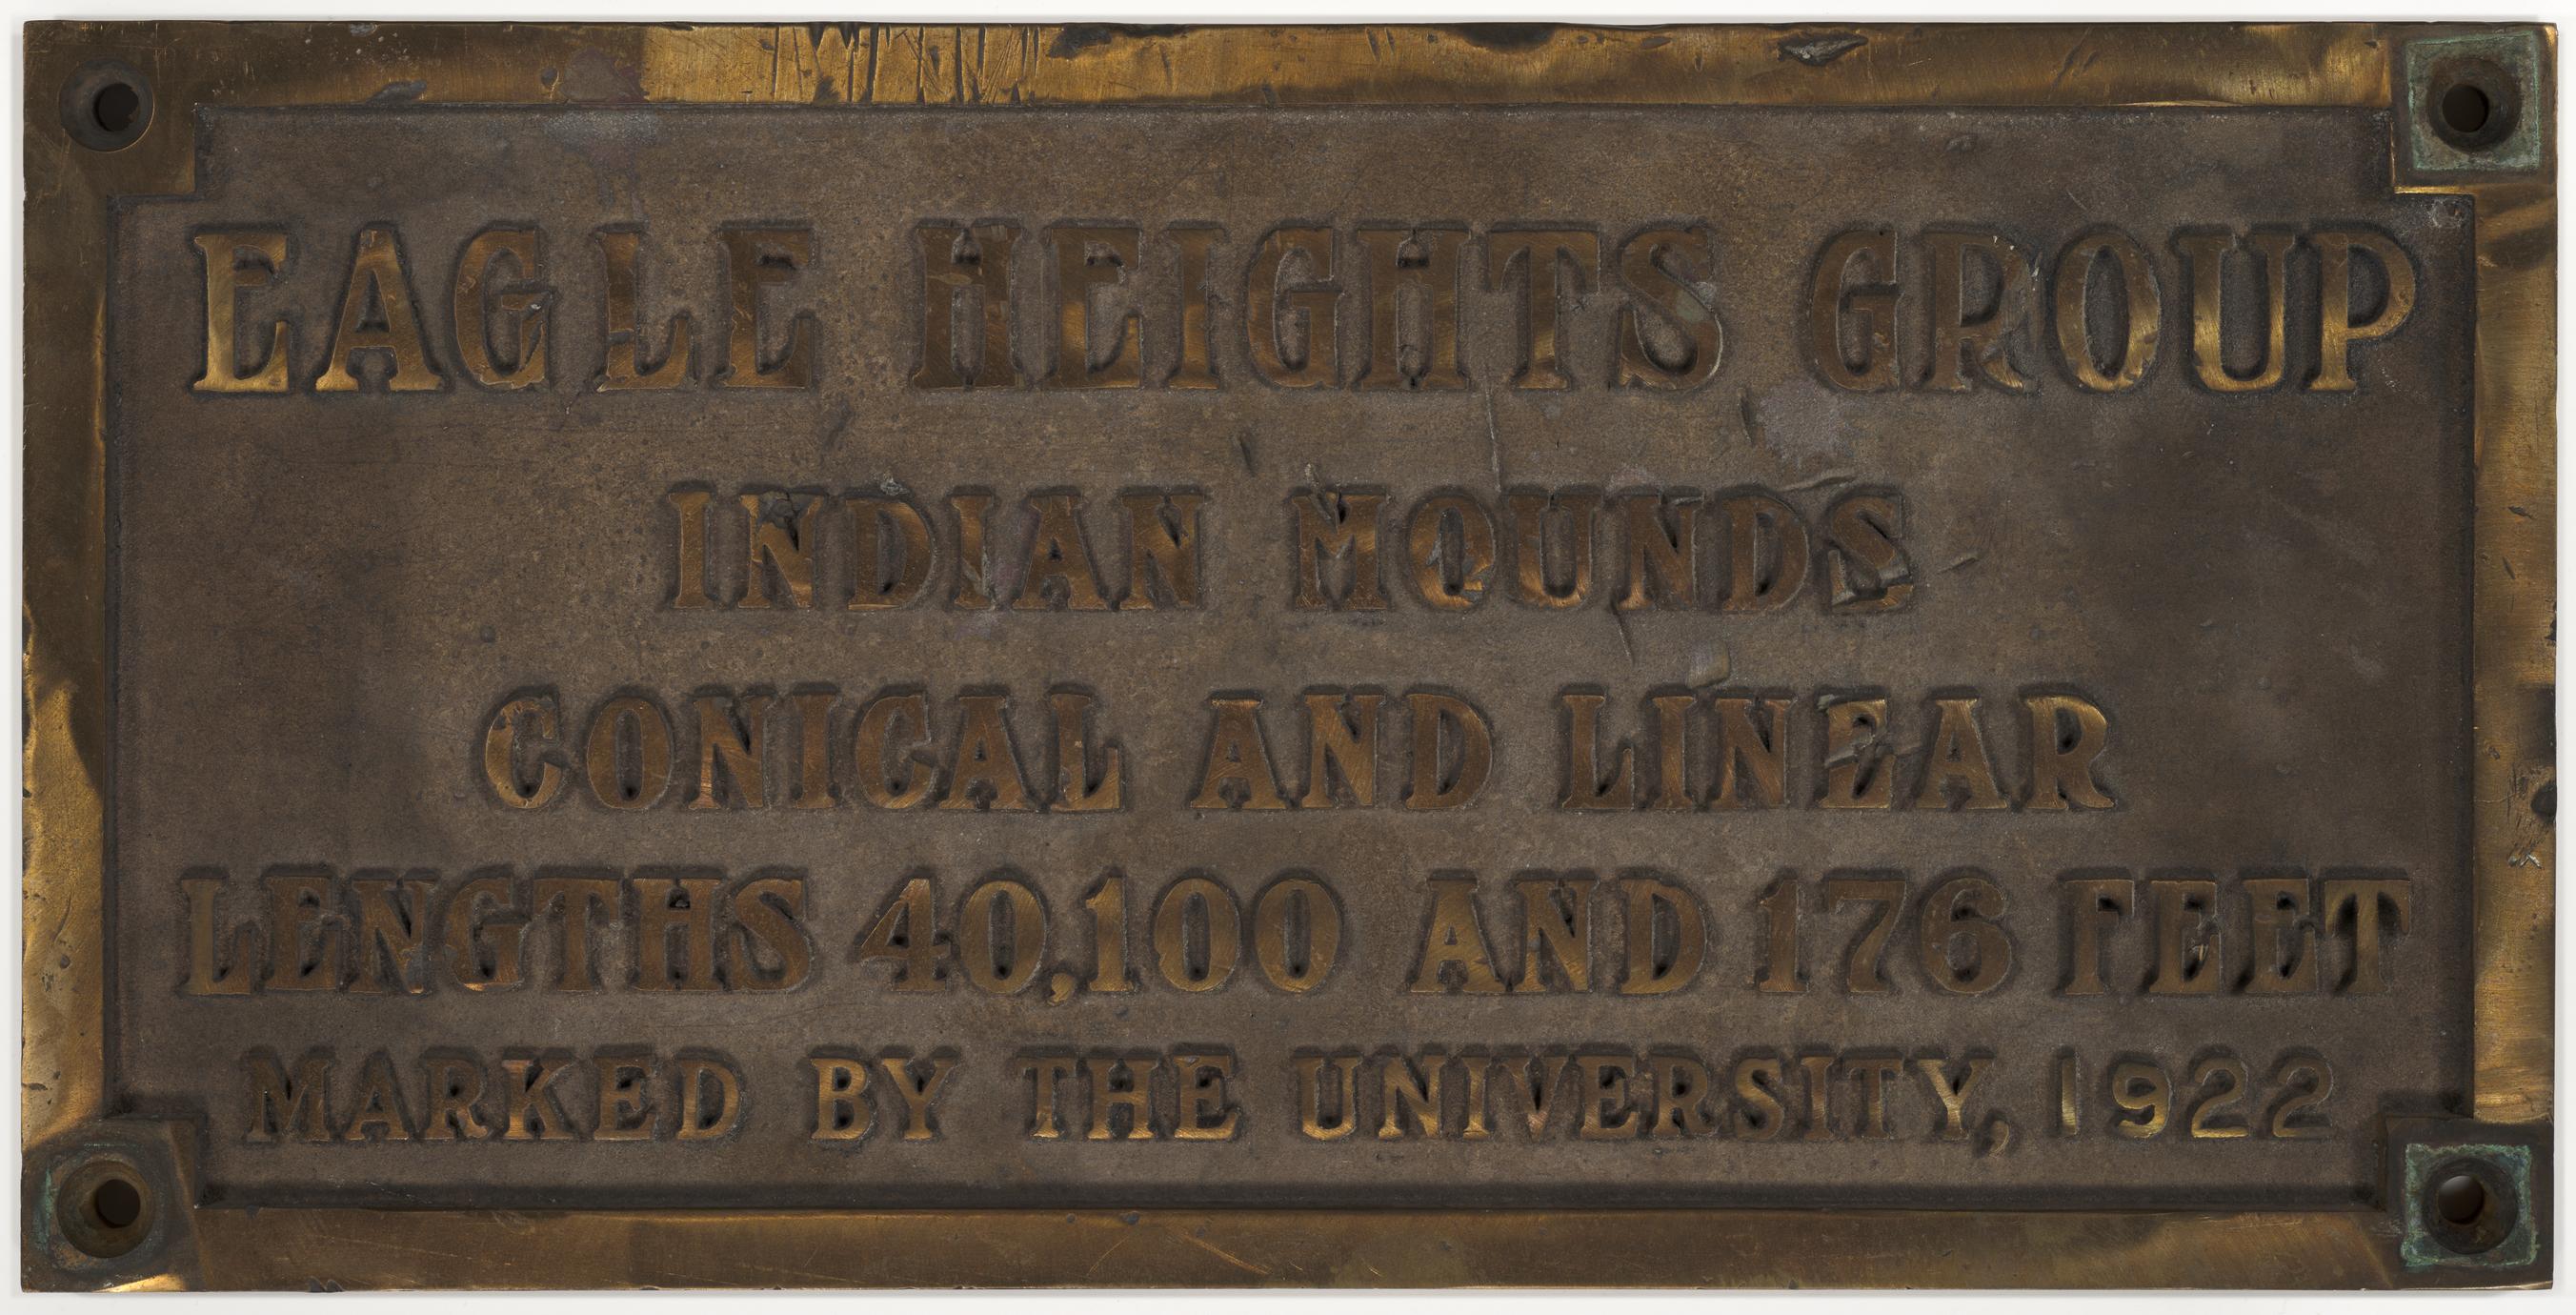 EAGLE HEIGHTS GROUP
INDIAN MOUNDS
CONICAL AND LINEAR
LENGTHS 40,100 AND 176 FEET
MARKED BY THE UNIVERSITY, 1922